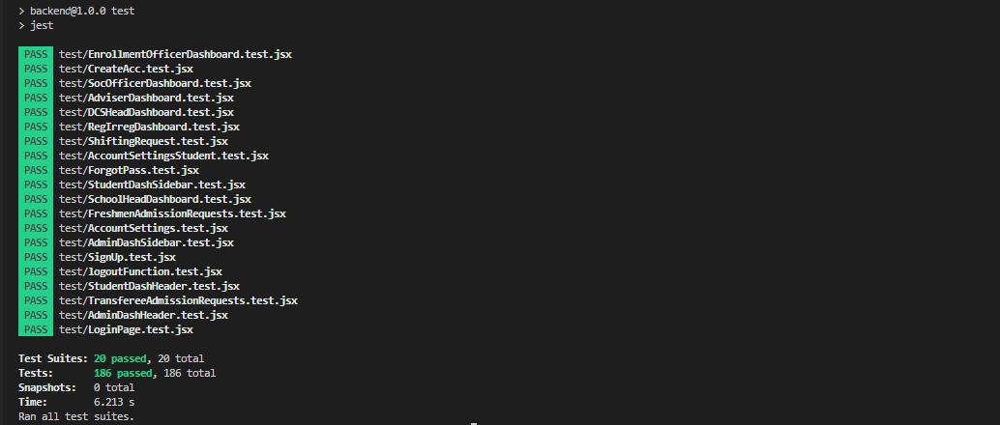 > backend@1.0.0 test
> jest
PASS test/EnrollmentOfficerDashboard.test.jsx
PASS test/CreateAcc.test.jsx
PASS test/SocOfficerDashboard.test.jsx
PASS test/AdviserDashboard.test.jsx
PASS test/DCSHeadDashboard.test.jsx
PASS test/RegIrregDashboard.test.jsx
PASS test/ShiftingRequest.test.jsx
PASS test/AccountSettingsStudent.test.jsx
PASS test/ForgotPass.test.jsx
PASS test/StudentDashSidebar.test.jsx
PASS test/SchoolHeadDashboard.test.jsx
PASS test/FreshmenAdmissionRequests.test.jsx
PASS test/AccountSettings.test.jsx
PASS test/AdminDashSidebar.test.jsx
PASS test/SignUp.test.jsx
PASS test/logoutFunction.test.jsx
PASS test/StudentDashHeader.test.jsx
PASS test/TransfereeAdmissionRequests.test.jsx
PASS test/AdminDashHeader.test.jsx
PASS test/LoginPage.test.jsx
Test Suites: 20 passed, 20 total
Tests: 186 passed, 186 total
Snapshots: 0 total
Time: 6.213 s
Ran all test suites.